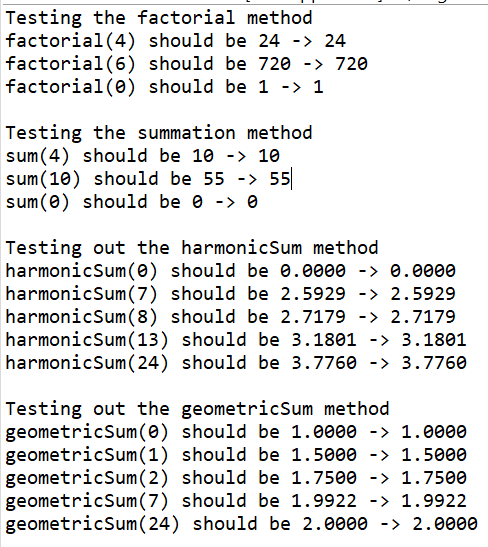 Testing the factorial method
factorial(4) should be 24 -> 24
factorial(6) should be 720 -> 720
factorial(0) should be 1 -> 1
Testing the summation method
sum(4) should be 10 -> 10
sum(10) should be 55 -> 55
sum(0) should be 0 -> 0
Testing out the harmonicSum method
harmonicSum(0) should be 0.0000 -> 0.0000
harmonicSum(7) should be 2.5929 -> 2.5929
harmonicSum(8) should be 2.7179 -> 2.7179
harmonicSum(13) should be 3.1801 -> 3.1801
harmonicSum(24) should be 3.7760 -> 3.7760
Testing out the geometricSum method
geometricSum(0) should be 1.0000 -> 1.0000
geometricSum(1) should be 1.5000 -> 1.5000
geometricSum(2) should be 1.7500 -> 1.7500
geometricSum(7) should be 1.9922 -> 1.9922
geometricSum(24) should be 2.0000 -> 2.0000